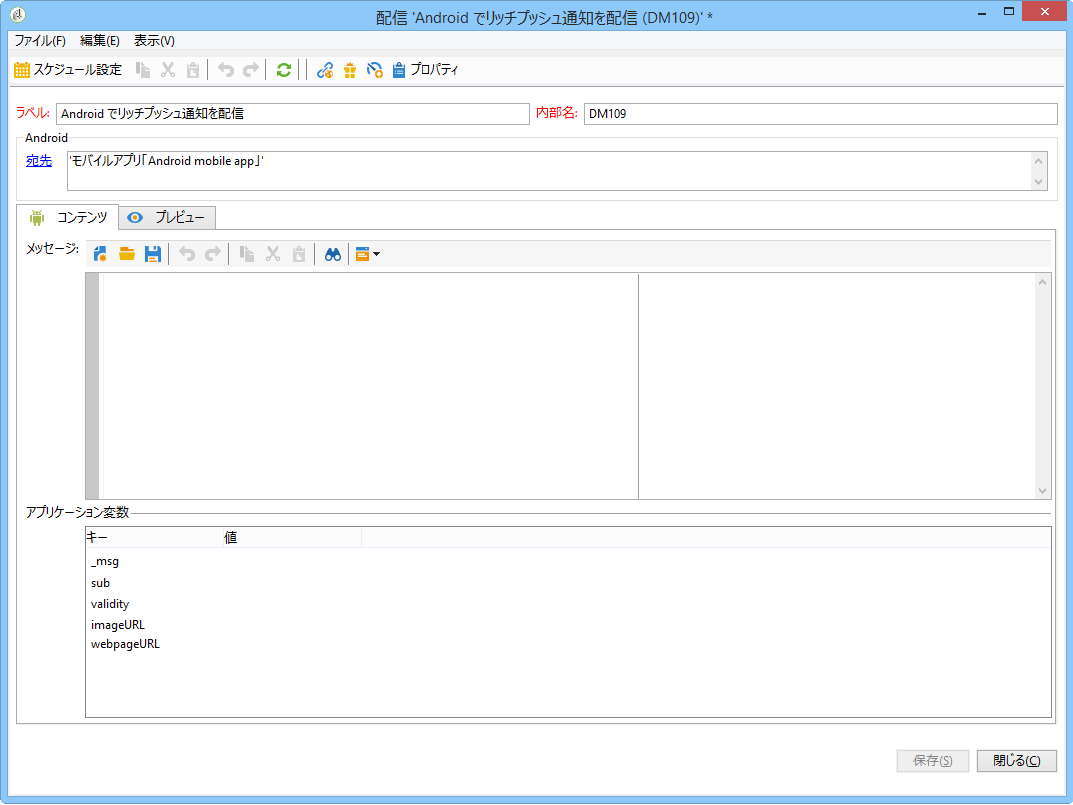 配信 'Android でリッチプッシュ通知を配信 (DM109)' *
ファイル(F) 編集(E) 表示(V)
スケジュール設定 プロパティ
ラベル: Android でリッチプッシュ通知を配信 内部名: DM109
Android
宛先 'モバイルアプリ「Android mobile app」'
コンテンツ プレビュー
メッセージ:
アプリケーション変数
キー 値
_msg
sub
validity
imageURL
webpageURL
保存(S) 閉じる(C)